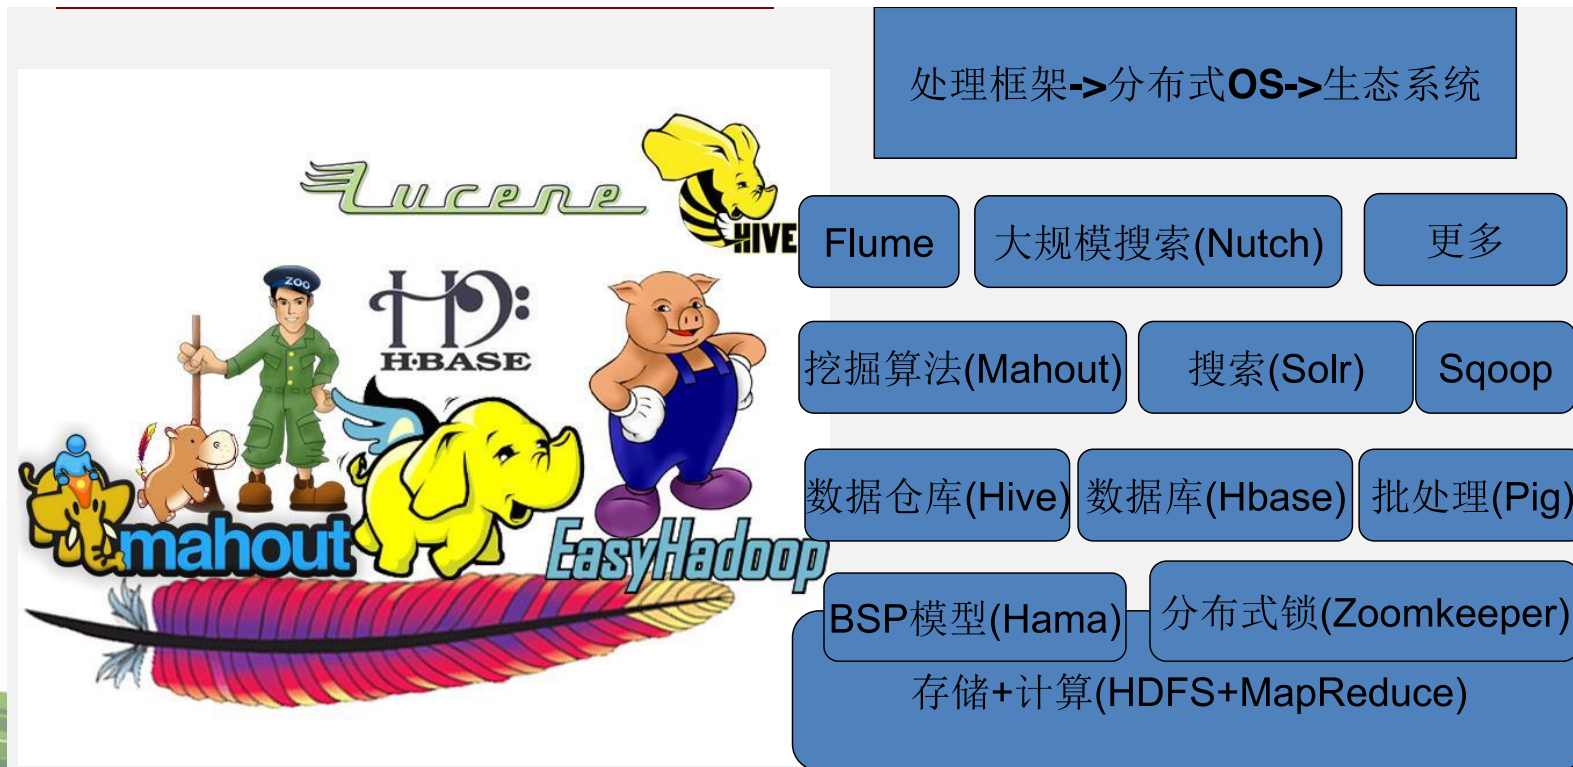 处理框架->分布式OS->生态系统
Lucene
HIVE
Flume
大规模搜索(Nutch)
更多
ZOO
H
H·BASE
挖掘算法(Mahout)
搜索(Solr)
Sqoop
数据仓库(Hive)
数据库(Hbase)
批处理(Pig)
mahout
EasyHadoop
BSP模型(Hama)
分布式锁(Zoomkeeper)
存储+计算(HDFS+MapReduce)